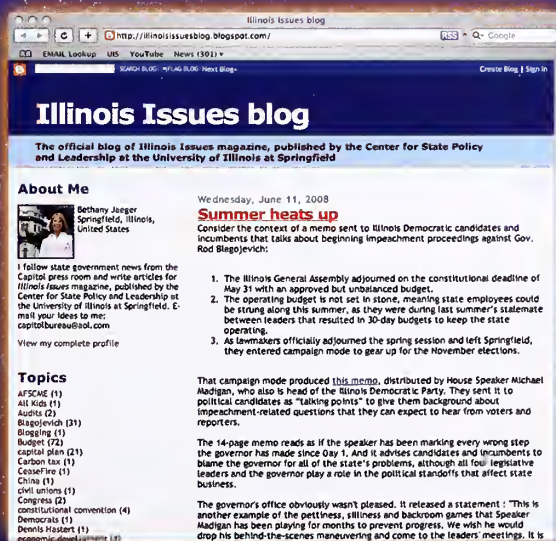 Illinois Issues blog
http://illinoisissuesblog.blogspot.com/
RSS
Q- Google
EMAIL Lookup UIS YouTube News (301)
SEARCH BLOG FLAG BLOG Next Blog»
Create Blog | Sign In
Illinois Issues blog
The official blog of Illinois Issues magazine, published by the Center for State Policy
and Leadership at the University of Illinois at Springfield
About Me
Bethany Jaeger
Springfield, Illinois,
United States
I follow state government news from the
Capitol press room and write articles for
Illinois Issues magazine, published by the
Center for State Policy and Leadership at
the University of Illinois at Springfield. E-
mail your ideas to me:
capitolbureau@aol.com
View my complete profile
Topics
AFSCME (1)
All Kids (1)
Audits (2)
Blagojevich (31)
Blogging (1)
Budget (72)
capital plan (21)
Carbon tax (1)
CeaseFire (1)
China (1)
civil unions (1)
Congress (2)
constitutional convention (4)
Democrats (1)
Dennis Hastert (1)
economic development (1)
Wednesday, June 11, 2008
Summer heats up
Consider the context of a memo sent to Illinois Democratic candidates and
incumbents that talks about beginning impeachment proceedings against Gov.
Rod Blagojevich:
1. The Illinois General Assembly adjourned on the constitutional deadline of
May 31 with an approved but unbalanced budget.
2. The operating budget is not set in stone, meaning state employees could
be strung along this summer, as they were during last summer's stalemate
between leaders that resulted in 30-day budgets to keep the state
operating.
3. As lawmakers officially adjourned the spring session and left Springfield,
they entered campaign mode to gear up for the November elections.
That campaign mode produced this memo, distributed by House Speaker Michael
Madigan, who also is head of the Illinois Democratic Party. They sent it to
political candidates as "talking points" to give them background about
impeachment-related questions that they can expect to hear from voters and
reporters.
The 14-page memo reads as if the speaker has been marking every wrong step
the governor has made since Day 1. And it advises candidates and incumbents to
blame the governor for all of the state's problems, although all four legislative
leaders and the governor play a role in the political standoffs that affect state
business.
The governor's office obviously wasn't pleased. It released a statement : "This is
another example of the pettiness, silliness and backroom games that Speaker
Madigan has been playing for months to prevent progress. We wish he would
drop his behind-the-scenes maneuvering and come to the leaders' meetings. It is